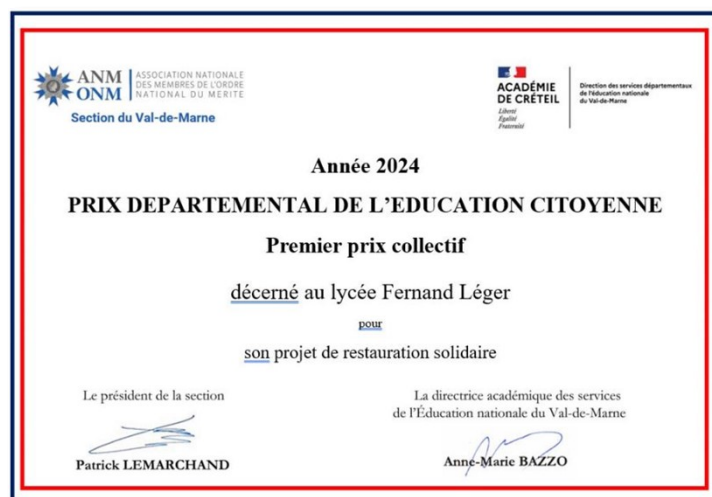 ANM
ONM
ASSOCIATION NATIONALE
DES MEMBRES DE L'ORDRE
NATIONAL DU MERITE
Section du Val-de-Marne
ACADÉMIE
DE CRÉTEIL
Liberté
Égalité
Fraternité
Direction des services départementaux
de l'éducation nationale
du Val-de-Marne
Année 2024
PRIX DEPARTEMENTAL DE L'EDUCATION CITOYENNE
Premier prix collectif
décerné au lycée Fernand Léger
pour
son projet de restauration solidaire
Le président de la section
Patrick LEMARCHAND
La directrice académique des services
de l'Éducation nationale du Val-de-Marne
Anne-Marie BAZZO